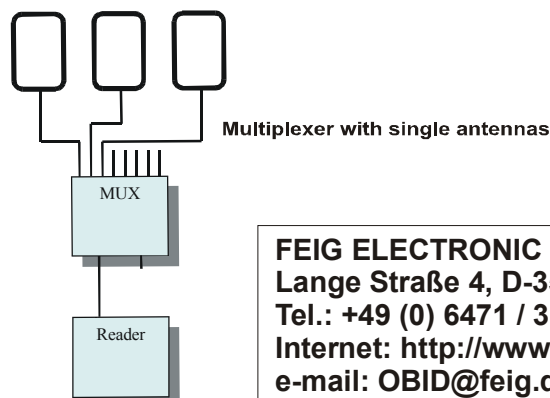 Multiplexer with single antennas
MUX
Reader
FEIG ELECTRONIC
Lange Straße 4,
Tel.: +49 (0) 6471 /
Internet:
e-mail: